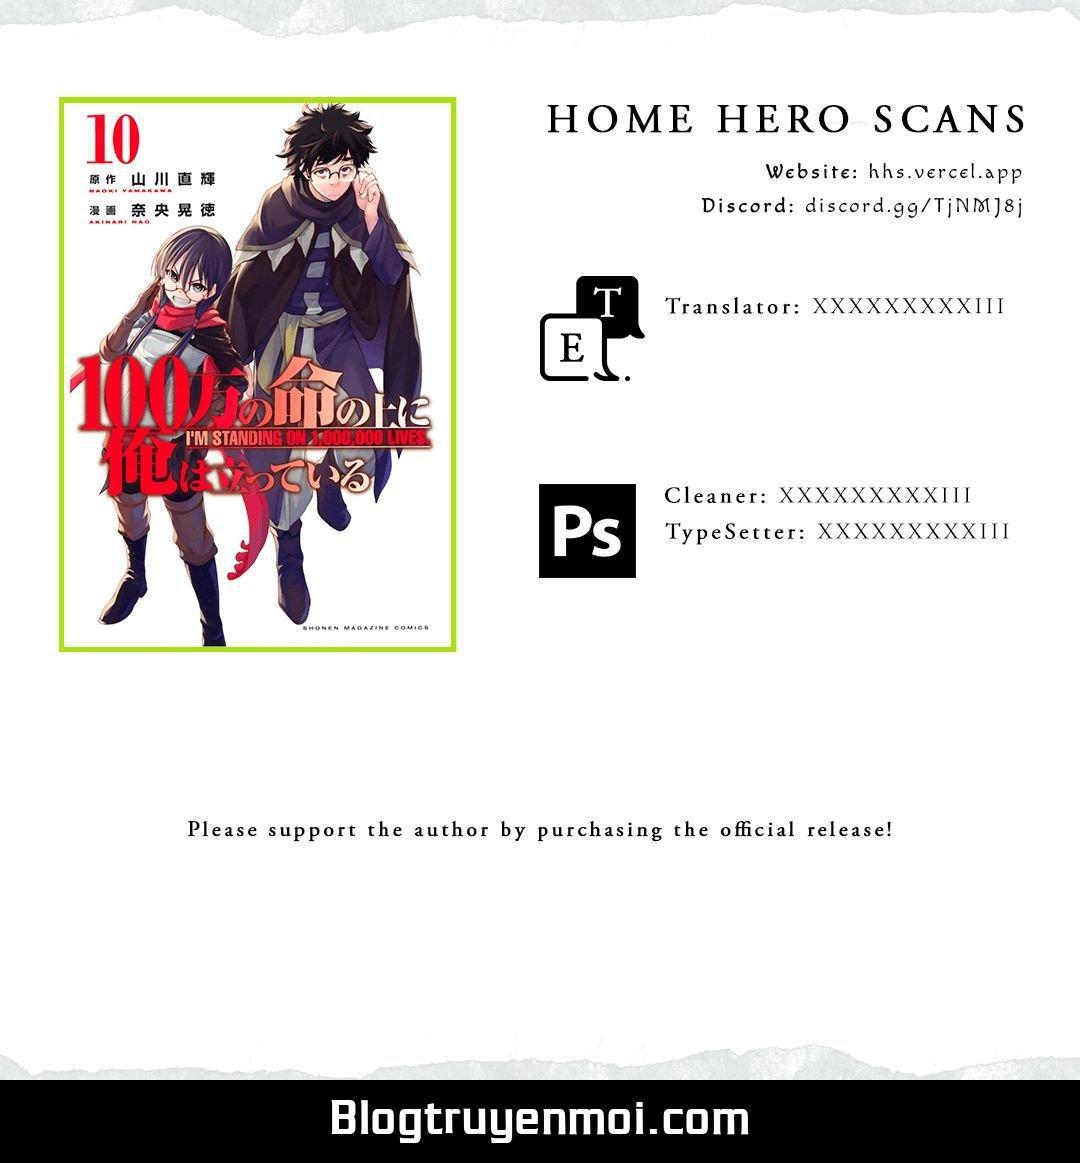 HOME HERO SCANS
Website: hhs.vercel.app
Discord: discord.gg/TjNMJ8j
10
原作 山川直輝
NAOKI YAMAKAWA
漫画 奈央晃徳
AKINARI NAO
100万の命の上に
I'M STANDING ON 1,000,000 LIVES.
俺は立っている
SHONEN MAGAZINE COMICS
T
E
Translator: XXXXXXXXXIII
Ps
Cleaner: XXXXXXXXXIII
TypeSetter: XXXXXXXXXIII
Please support the author by purchasing the official release!
Blogtruyenmoi.com